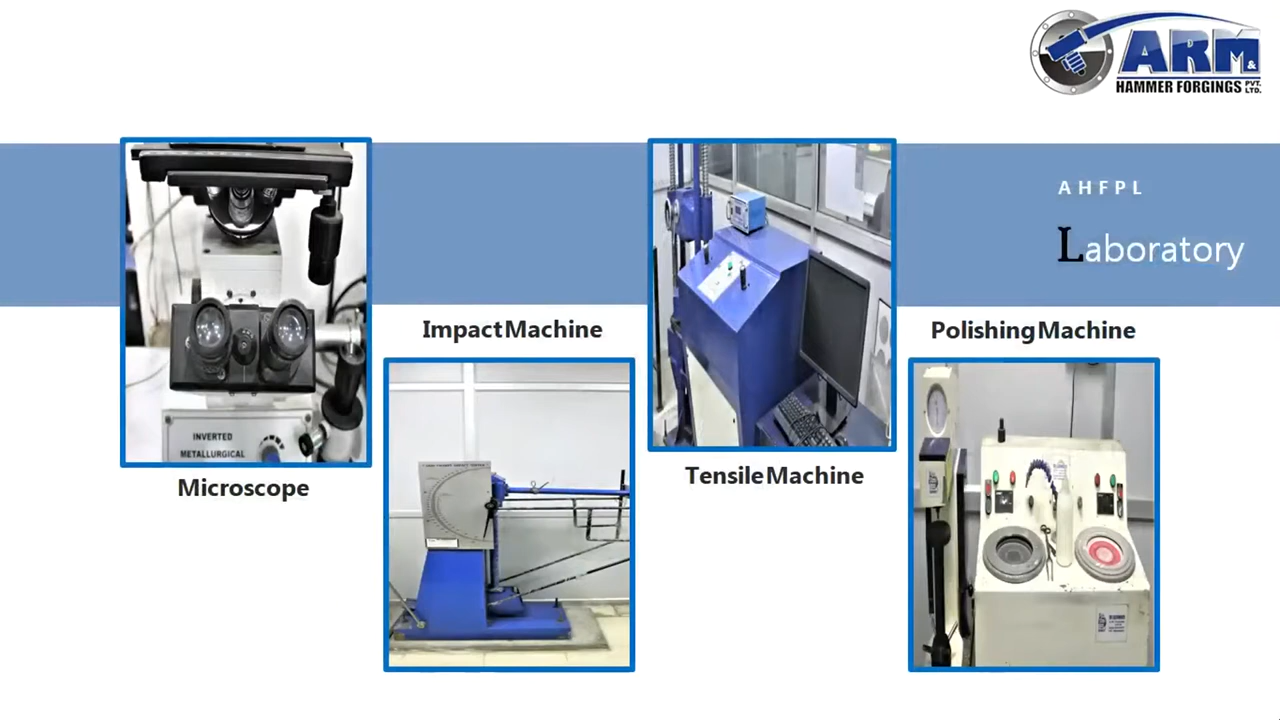 ARM &
HAMMER FORGINGS PVT. LTD.
AHFPL
Laboratory
Impact Machine
Polishing Machine
INVERTED
METALLURGICAL
Microscope
Tensile Machine